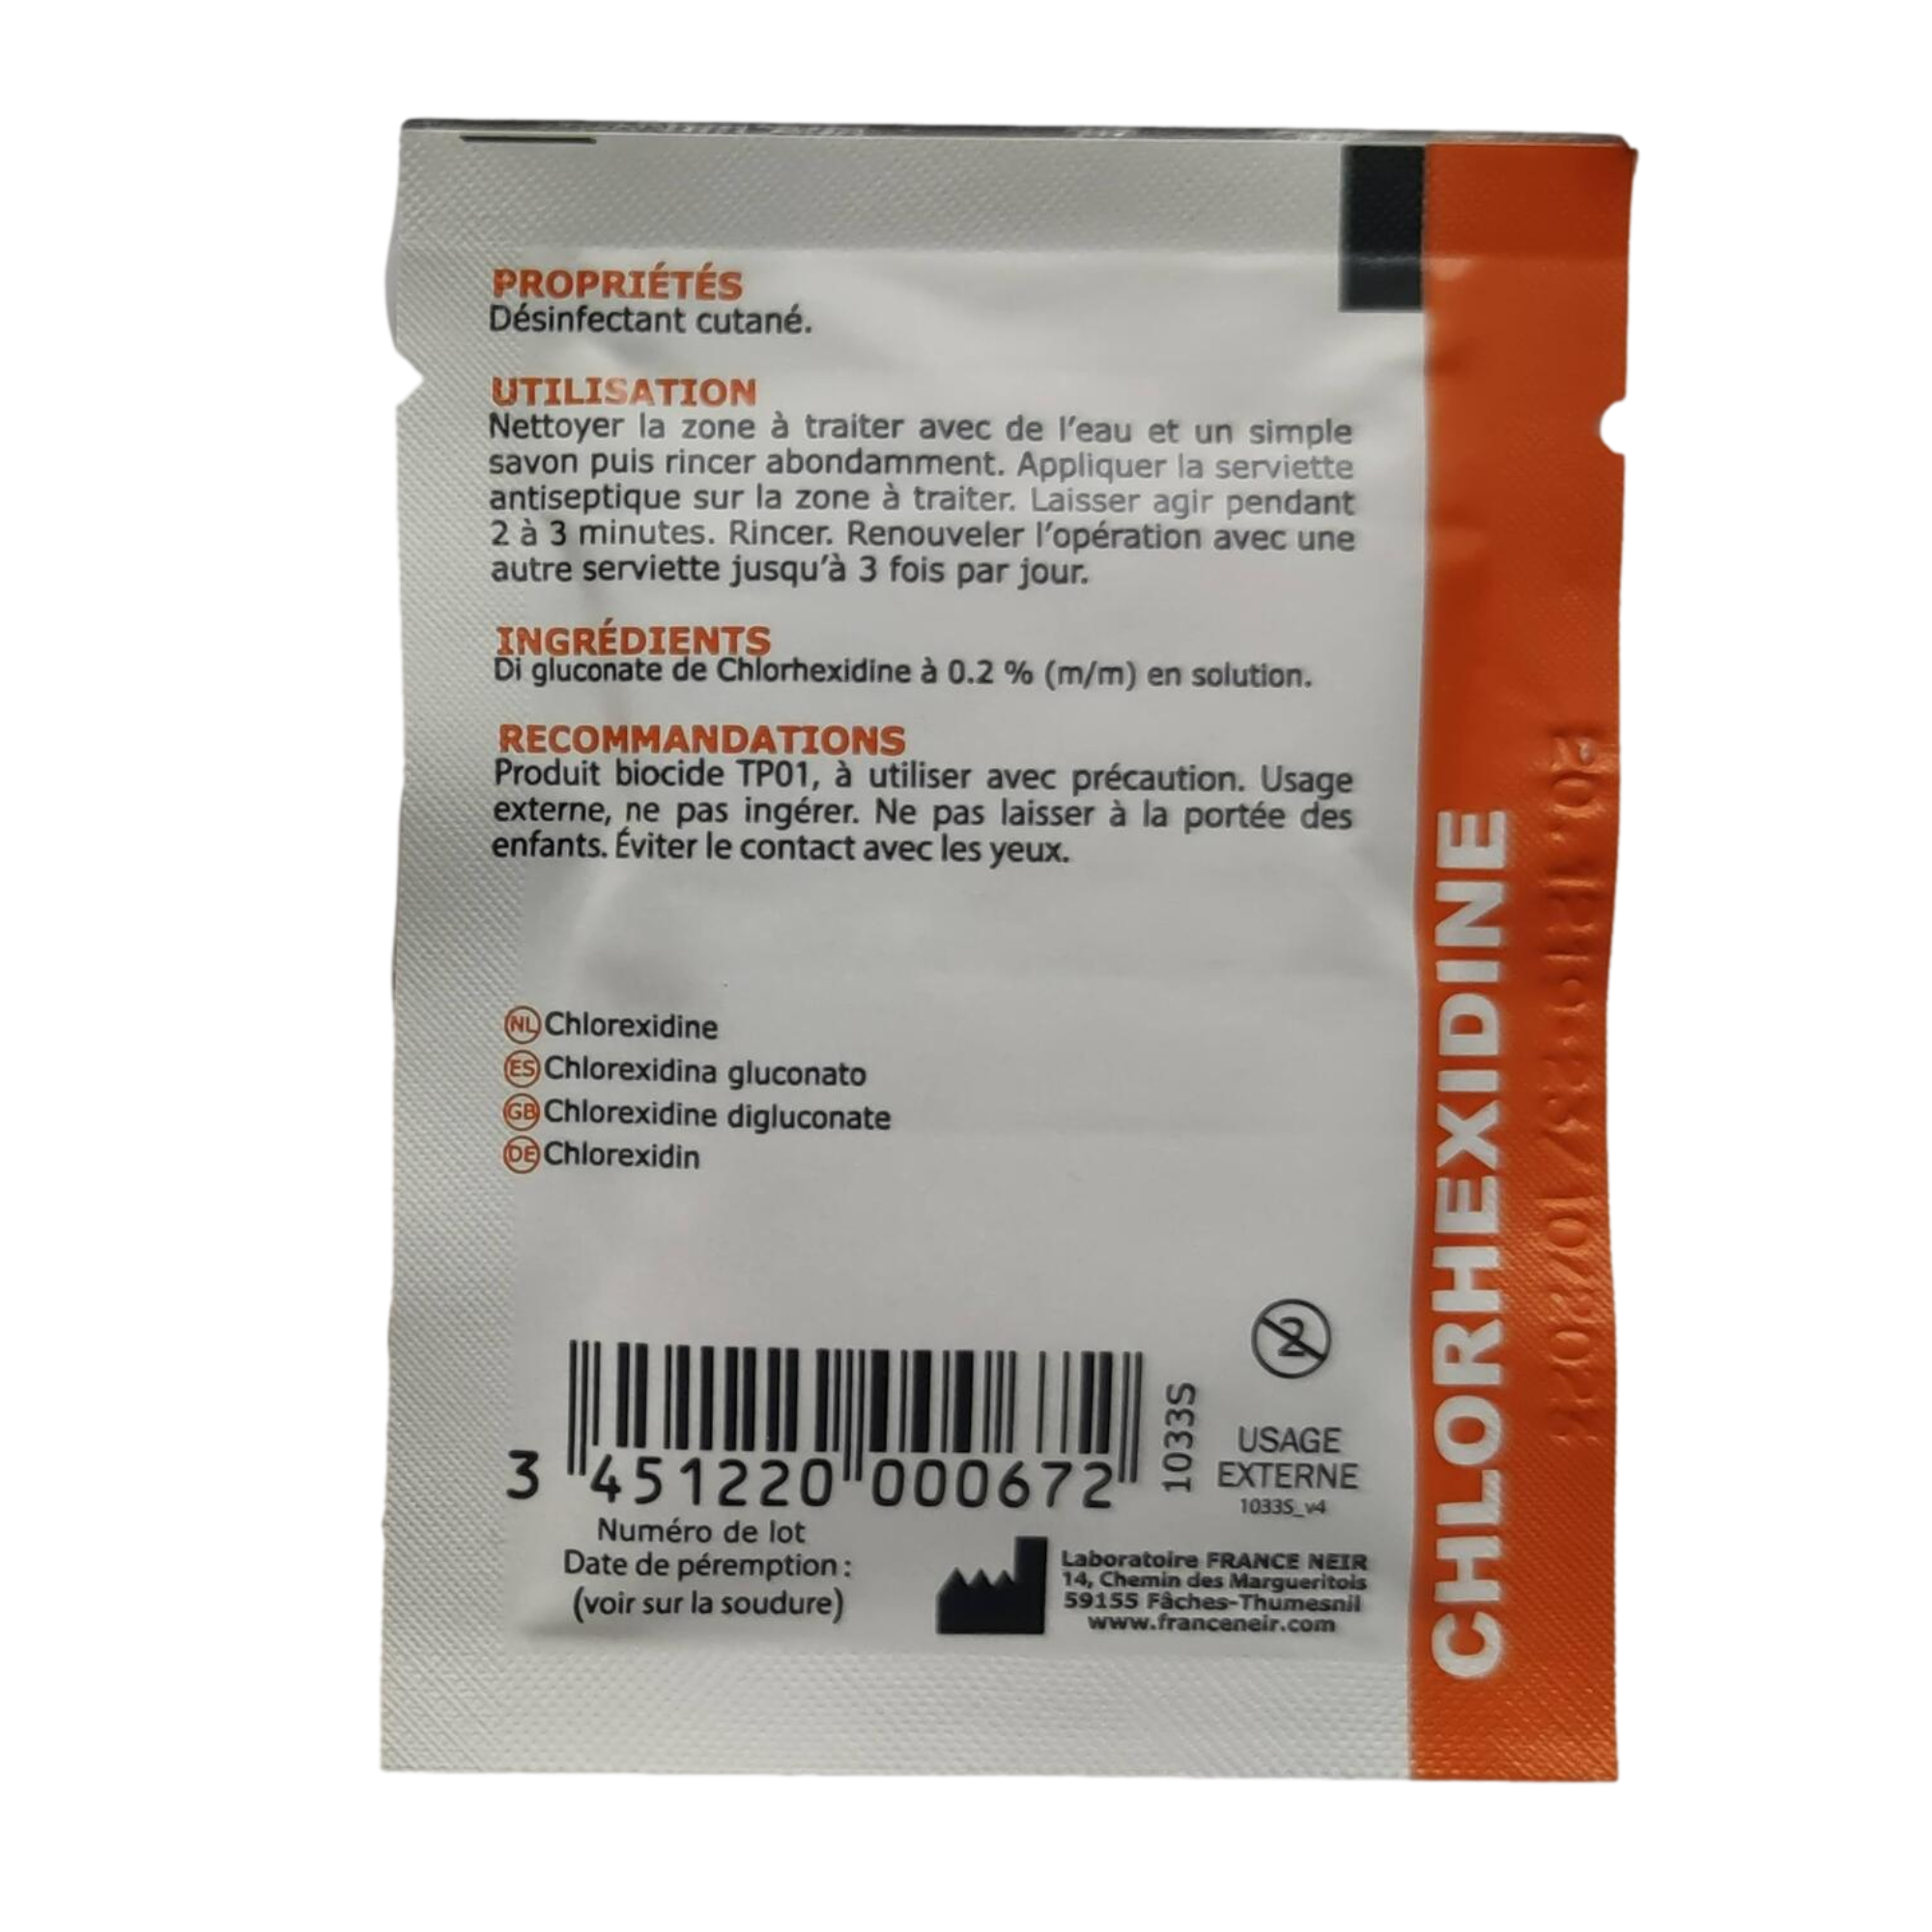 PROPRIÉTÉS
Désinfectant cutané.
UTILISATION
Nettoyer la zone à traiter avec de l'eau et un simple
savon puis rincer abondamment. Appliquer la serviette
antiseptique sur la zone à traiter. Laisser agir pendant
2 à 3 minutes. Rincer. Renouveler l'opération avec une
autre serviette jusqu'à 3 fois par jour.
INGRÉDIENTS
Di gluconate de Chlorhexidine à 0.2 % (m/m) en solution.
RECOMMANDATIONS
Produit biocide TP01, à utiliser avec précaution. Usage
externe, ne pas ingérer. Ne pas laisser à la portée des
enfants. Éviter le contact avec les yeux.
NL Chlorexidine
ES Chlorexidina gluconato
GB Chlorexidine digluconate
DE Chlorexidin
3 451220 000672
1033S
2
USAGE
EXTERNE
1033S_v4
Numéro de lot
Date de péremption :
(voir sur la soudure)
Laboratoire FRANCE NEIR
14, Chemin des Margueritois
59155 Fâches-Thumesnil
www.franceneir.com
CHLORHEXIDINE